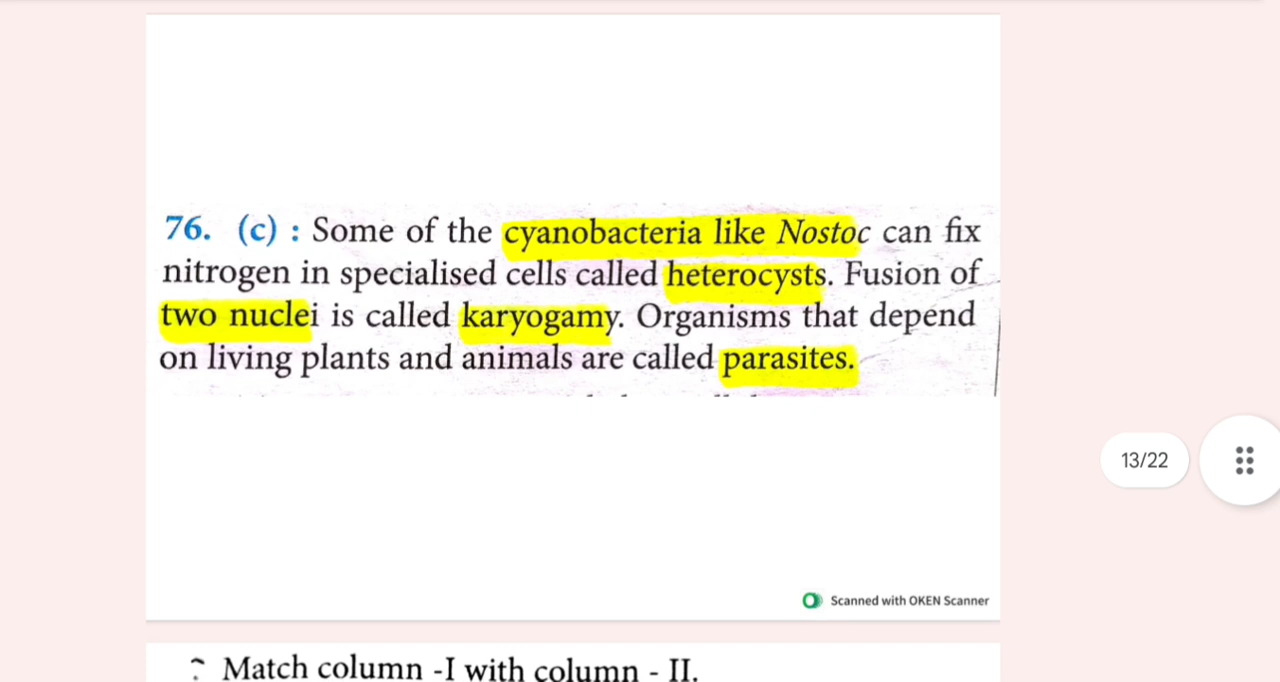 76. (c) : Some of the cyanobacteria like Nostoc can fix
nitrogen in specialised cells called heterocysts. Fusion of
two nuclei is called karyogamy. Organisms that depend
on living plants and animals are called parasites.
13/22
Scanned with OKEN Scanner
Match column -I with column - II.